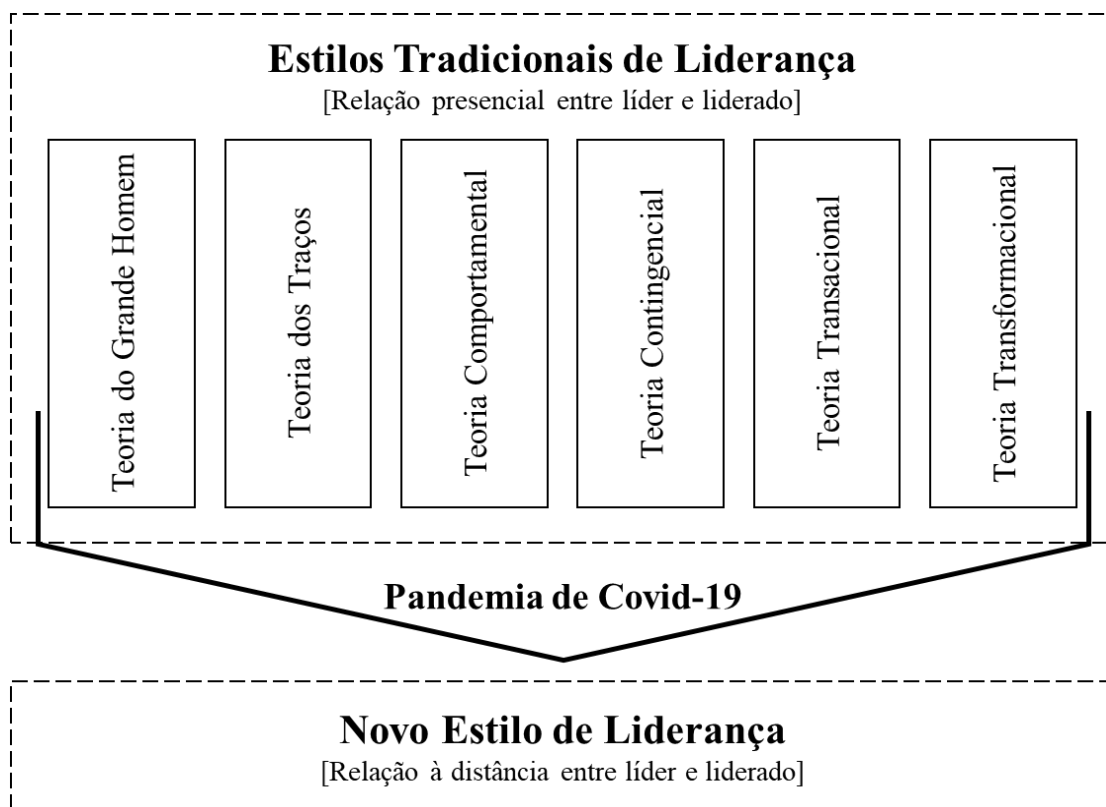 Estilos Tradicionais de Liderança
[Relação presencial entre líder e liderado]
Teoria do Grande Homem
Teoria dos Traços
Teoria Comportamental
Teoria Contingencial
Teoria Transacional
Teoria Transformacional
Pandemia de Covid-19
Novo Estilo de Liderança
[Relação à distância entre líder e liderado]